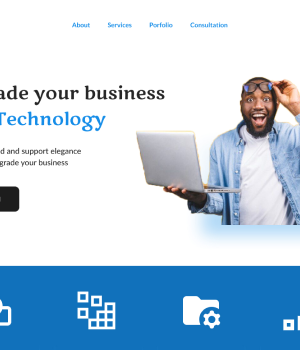 About Services Porfolio Consultation
ade your business
Technology
d and support elegance
grade your business